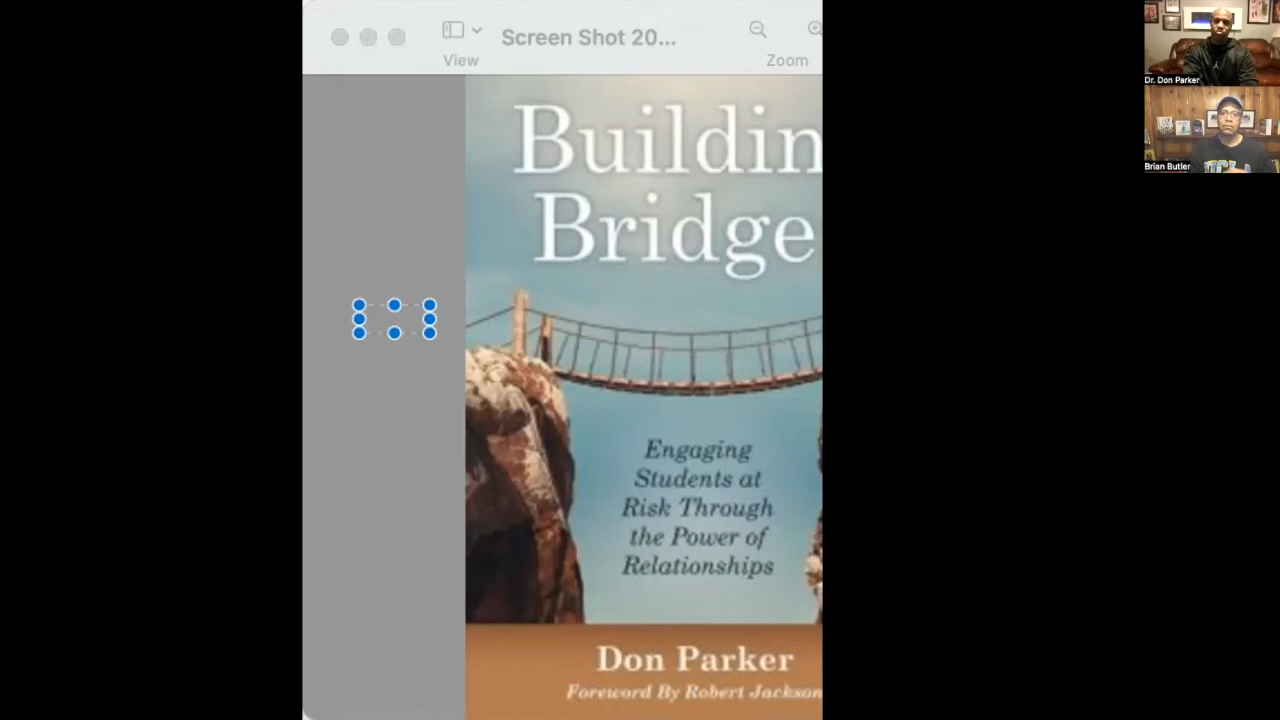 Screen Shot 20...
View
Zoom
Buildin
Bridge
Engaging
Students at
Risk Through
the Power of
Relationships
Don Parker
Foreword By Robert Jackson
Dr. Don Parker
Brian Butler